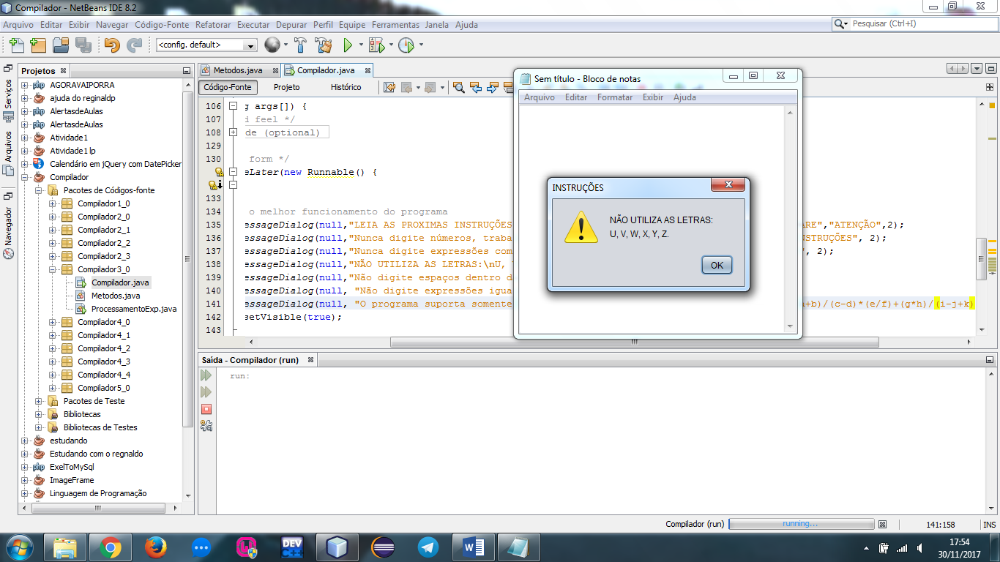 Compilador - NetBeans IDE 8.2
Arquivo Editar Exibir Navegar Código-Fonte Refatorar Executar Depurar Perfil Equipe Ferramentas Janela Ajuda
Pesquisar (Ctrl+I)
<config. default>
Serviços
Arquivos
Navegador
Projetos
AGORAVAIPORRA
ajuda do reginaldp
AlertasdeAulas
AlertasdeAulas
Atividade1
Atividade1 lp
Calendário em jQuery com DatePicker
Compilador
Pacotes de Códigos-fonte
Compilador1_0
Compilador2_0
Compilador2_1
Compilador2_2
Compilador2_3
Compilador3_0
Compilador.java
Metodos.java
ProcessamentoExp.java
Compilador4_0
Compilador4_1
Compilador4_2
Compilador4_3
Compilador4_4
Compilador5_0
Pacotes de Teste
Bibliotecas
Bibliotecas de Testes
estudando
Estudando com o regnaldo
ExelToMySql
ImageFrame
Linguagem de Programação
Metodos.java Compilador.java
Código-Fonte Projeto Histórico
106 g args[]) {
107 i feel */
108 de (optional)
129
130 form */
eLater(new Runnable() {
133
134 o melhor funcionamento do programa
135 essageDialog(null,"LEIA AS PROXIMAS INSTRUÇÕES ARE","ATENÇÃO",2);
136 essageDialog(null,"Nunca digite números, traba NSTRUÇÕES", 2);
137 essageDialog(null,"Nunca digite expressões com ", 2);
138 essageDialog(null,"NÃO UTILIZA AS LETRAS:\nU,
139 essageDialog(null,"Não digite espaços dentro d
140 essageDialog(null, "Não digite expressões igua
141 essageDialog(null, "O programa suporta somente a+b)/(c-d)*(e/f)+(g*h)/(i-j+k)
142 setVisible(true);
143
Sem título - Bloco de notas
Arquivo Editar Formatar Exibir Ajuda
INSTRUÇÕES
NÃO UTILIZA AS LETRAS:
U, V, W, X, Y, Z.
OK
Saída - Compilador (run)
run:
Compilador (run) running... 141:158 INS
DEV
C++
17:54
30/11/2017